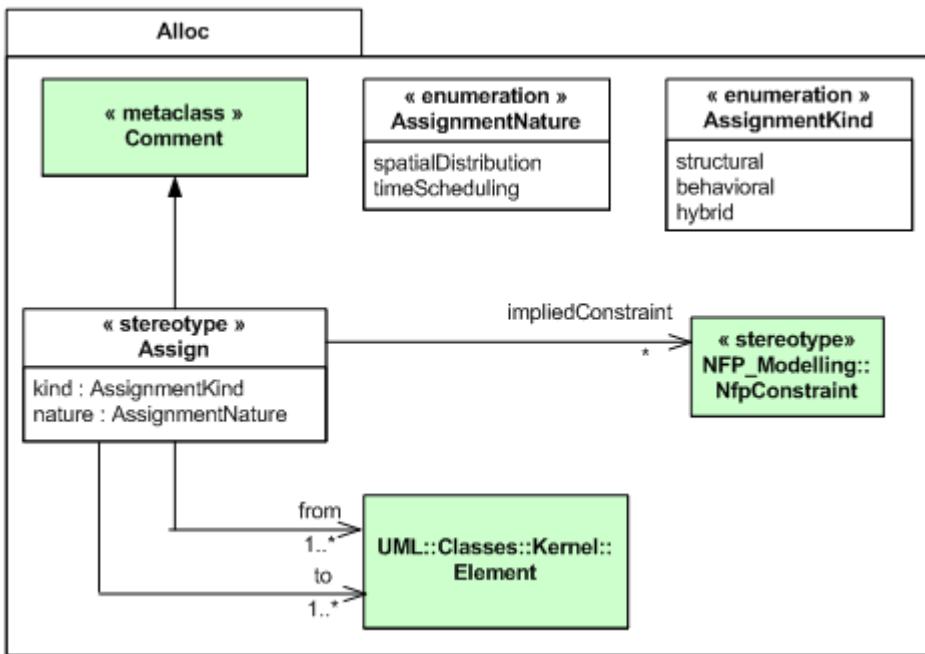 Alloc
« metaclass »
Comment
« enumeration »
AssignmentNature
spatialDistribution
timeScheduling
« enumeration »
AssignmentKind
structural
behavioral
hybrid
« stereotype »
Assign
kind : AssignmentKind
nature : AssignmentNature
impliedConstraint
*
« stereotype»
NFP_Modelling::
NfpConstraint
from
1..*
to
1..*
UML::Classes::Kernel::
Element